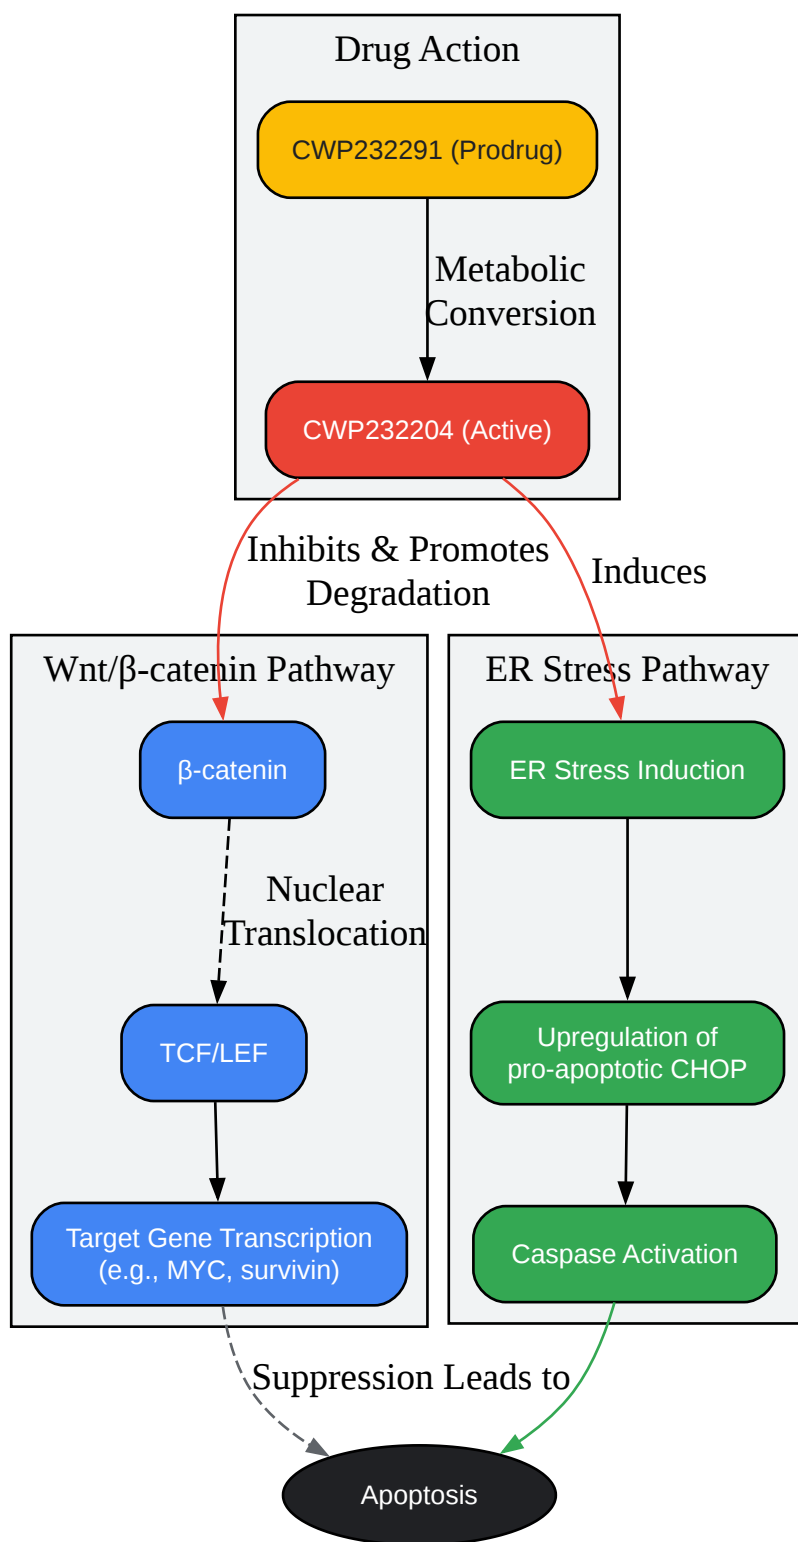 Drug Action
CWP232291 (Prodrug)
Metabolic
Conversion
CWP232204 (Active)
Inhibits & Promotes
Degradation
Induces
Wnt/β-catenin Pathway
β-catenin
Nuclear
Translocation
TCF/LEF
Target Gene Transcription
(e.g., MYC, survivin)
ER Stress Pathway
ER Stress Induction
Upregulation of
pro-apoptotic CHOP
Caspase Activation
Suppression Leads to
Apoptosis